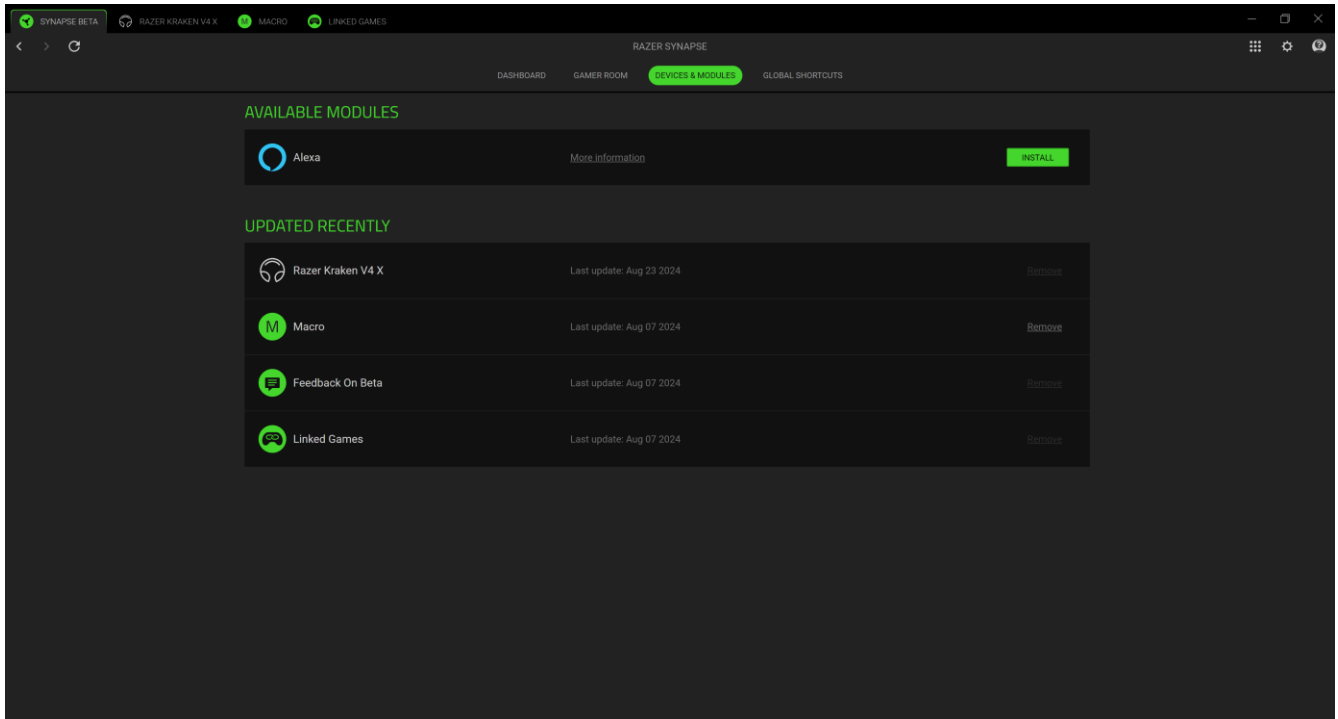 SYNAPSE BETA RAZER KRAKEN V4 X M MACRO LINKED GAMES
RAZER SYNAPSE
DASHBOARD GAMER ROOM DEVICES & MODULES GLOBAL SHORTCUTS
AVAILABLE MODULES
Alexa More information INSTALL
UPDATED RECENTLY
Razer Kraken V4 X Last update: Aug 23 2024 Remove
M Macro Last update: Aug 07 2024 Remove
Feedback On Beta Last update: Aug 07 2024 Remove
Linked Games Last update: Aug 07 2024 Remove